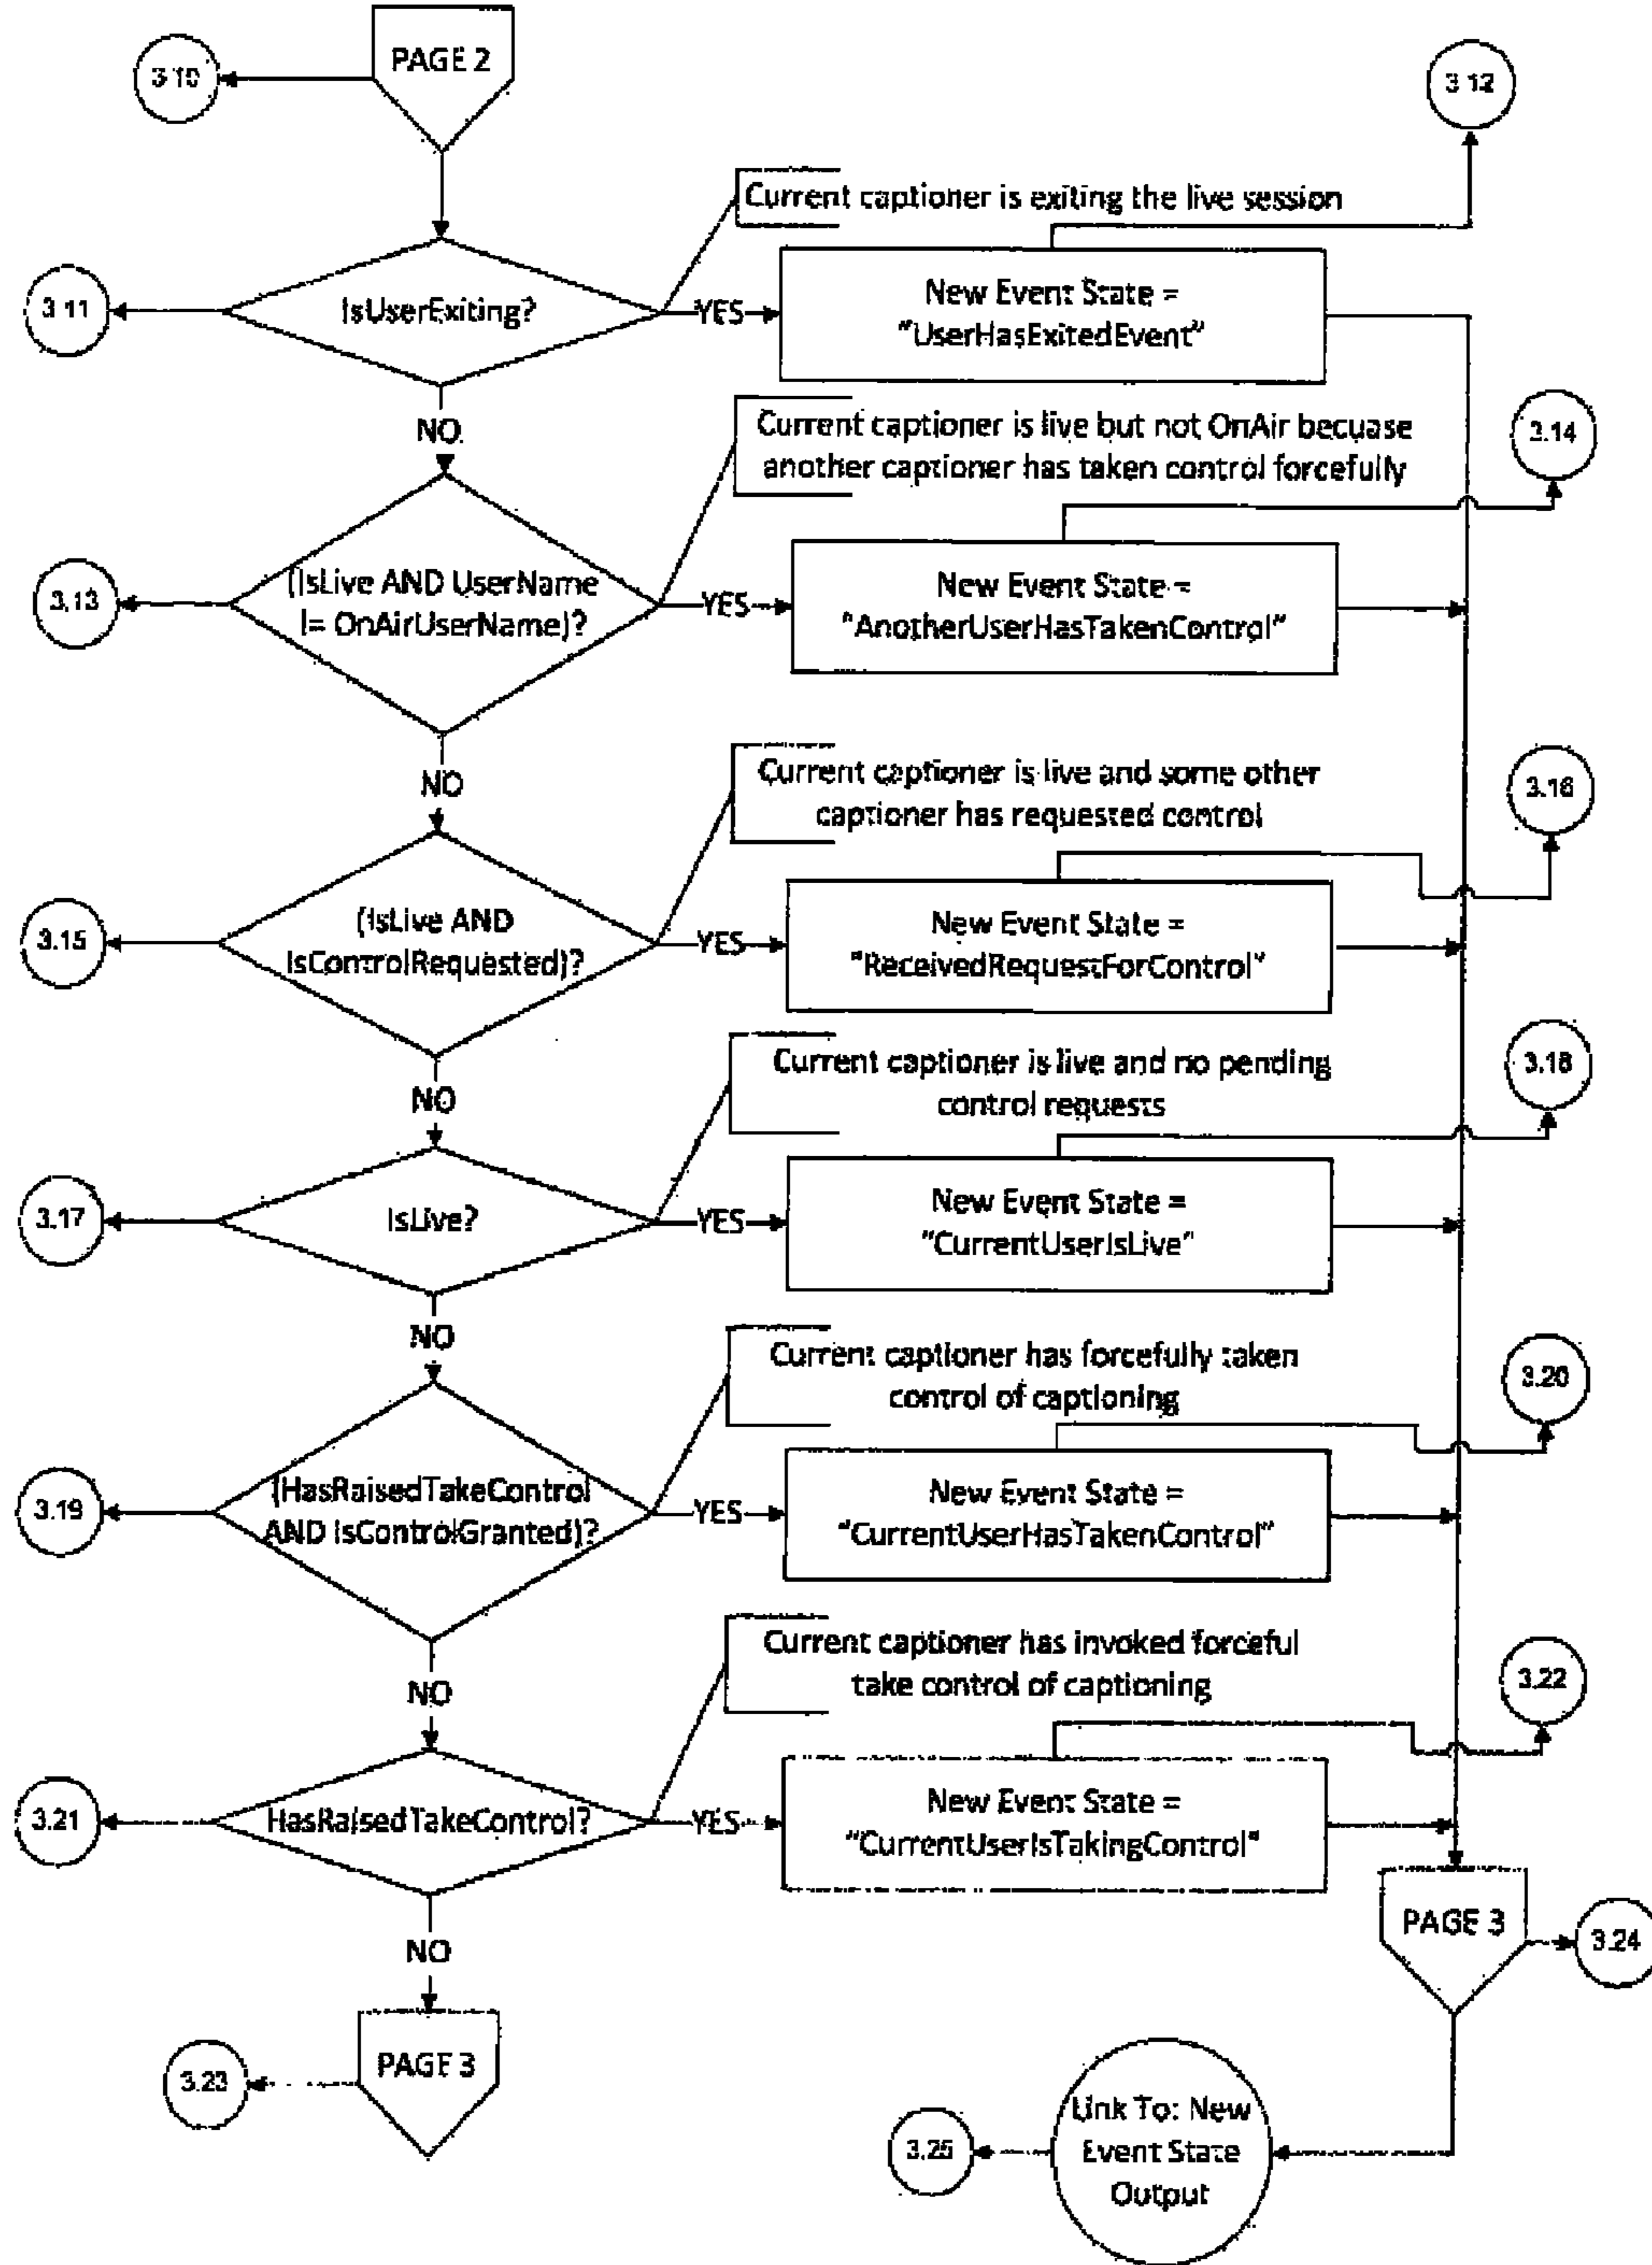 PAGE 2
3.10
3.12
Current captioner is exiting the live session
3.11
IsUserExiting?
YES
New Event State =
"UserHasExitedEvent"
NO
Current captioner is live but not OnAir becuase
another captioner has taken control forcefully
3.14
3.13
(IsLive AND UserName
!= OnAirUserName)?
YES
New Event State =
"AnotherUserHasTakenControl"
NO
Current captioner is live and some other
captioner has requested control
3.16
3.15
(IsLive AND
IsControlRequested)?
YES
New Event State =
"ReceivedRequestForControl"
NO
Current captioner is live and no pending
control requests
3.18
3.17
IsLive?
YES
New Event State =
"CurrentUserIsLive"
NO
Current captioner has forcefully taken
control of captioning
3.20
3.19
(HasRaisedTakeControl
AND IsControlGranted)?
YES
New Event State =
"CurrentUserHasTakenControl"
NO
Current captioner has invoked forceful
take control of captioning
3.22
3.21
HasRaisedTakeControl?
YES
New Event State =
"CurrentUserIsTakingControl"
NO
PAGE 3
3.24
PAGE 3
3.23
Link To: New
Event State
Output
3.25